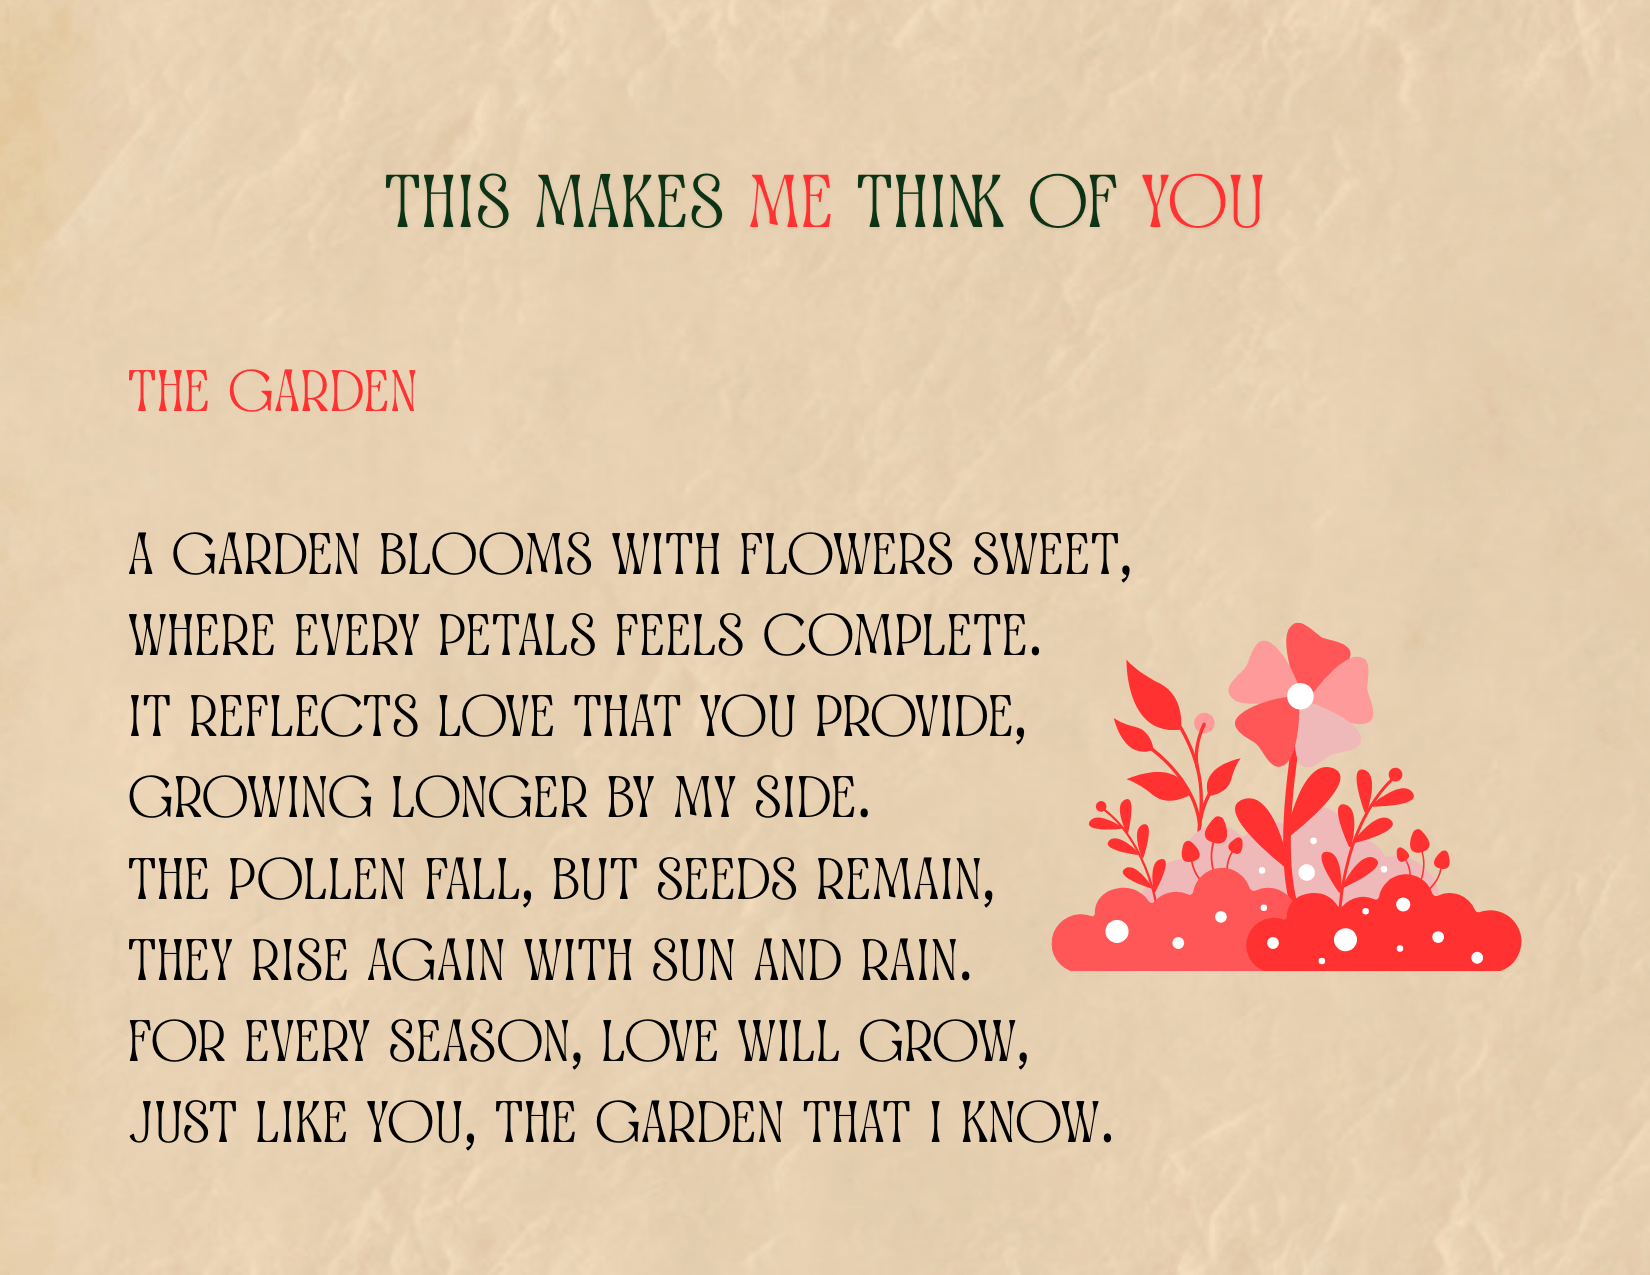 THIS MAKES ME THINK OF YOU
THE GARDEN
A GARDEN BLOOMS WITH FLOWERS SWEET,
WHERE EVERY PETALS FEELS COMPLETE.
IT REFLECTS LOVE THAT YOU PROVIDE,
GROWING LONGER BY MY SIDE.
THE POLLEN FALL, BUT SEEDS REMAIN,
THEY RISE AGAIN WITH SUN AND RAIN.
FOR EVERY SEASON, LOVE WILL GROW,
JUST LIKE YOU, THE GARDEN THAT I KNOW.